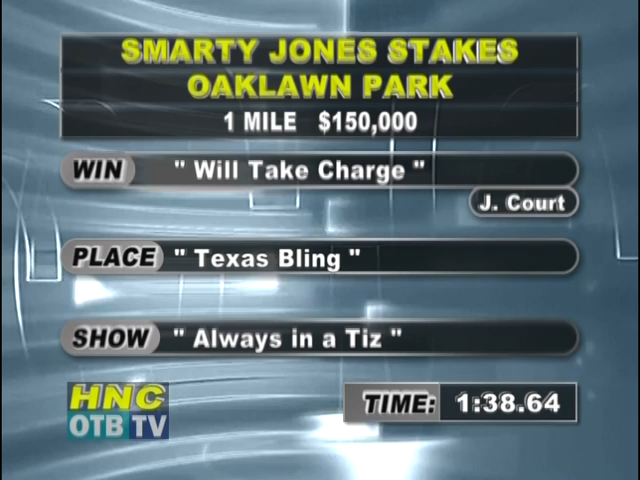 SMARTY JONES STAKES
OAKLAWN PARK
1 MILE $150,000
WIN " Will Take Charge "
J. Court
PLACE " Texas Bling "
SHOW " Always in a Tiz "
HNC
OTB TV
TIME: 1:38.64